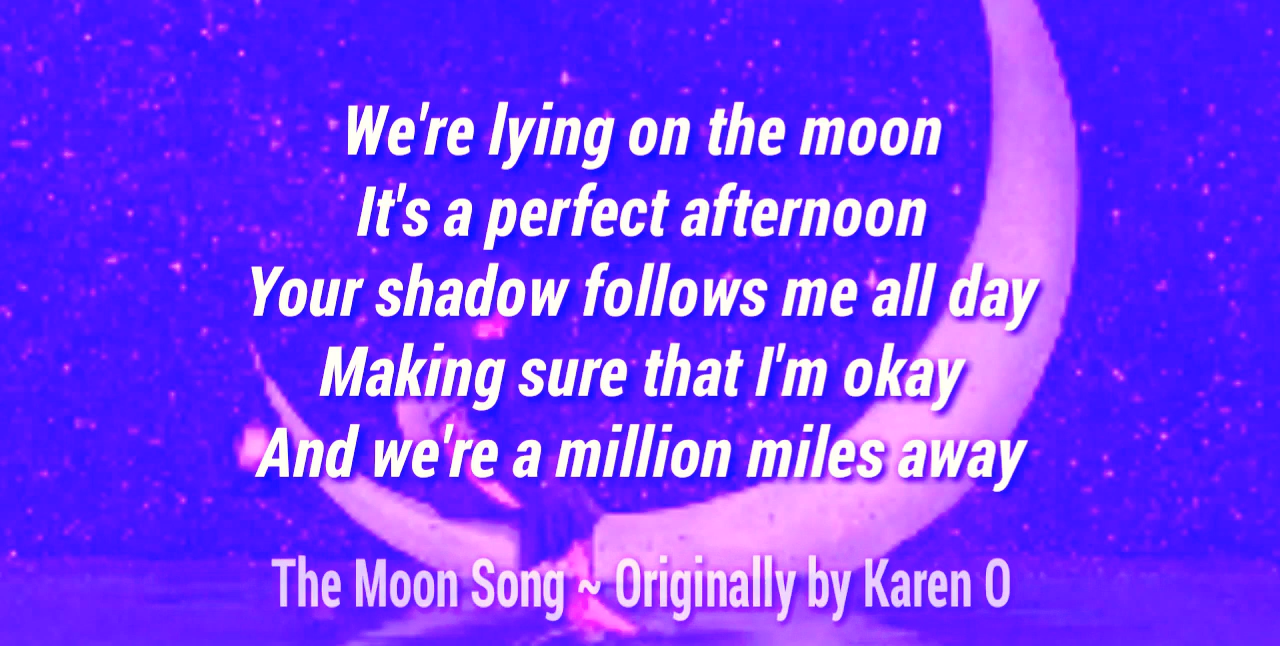 We're lying on the moon
It's a perfect afternoon
Your shadow follows me all day
Making sure that I'm okay
And we're a million miles away
The Moon Song ~ Originally by Karen O